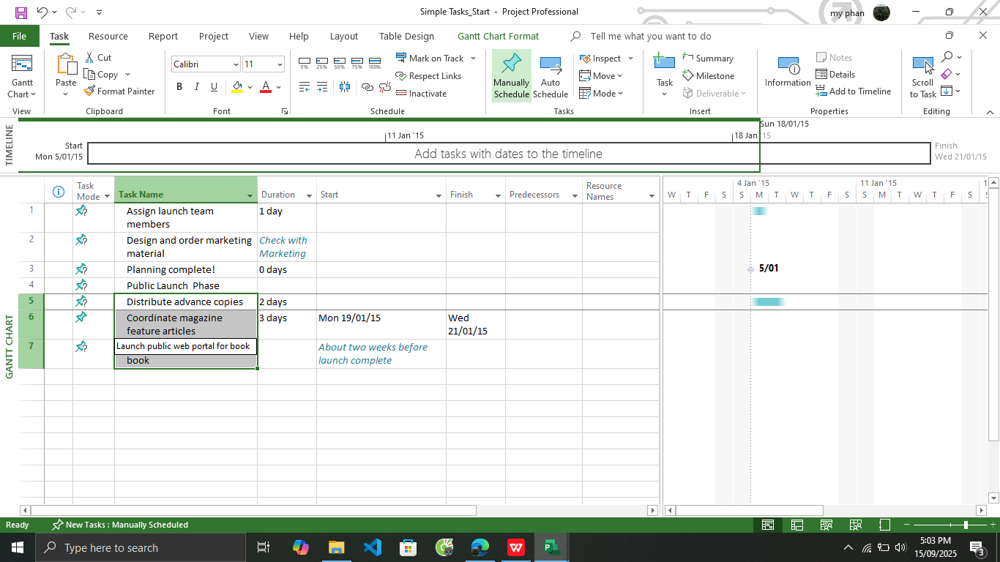 Simple Tasks_Start - Project Professional
my phan
File Task Resource Report Project View Help Layout Table Design Gantt Chart Format Tell me what you want to do
Gantt
Chart
View
Paste
Cut
Copy
Format Painter
Clipboard
Calibri 11
B I U A
Font
0% 25% 50% 75% 100%
Mark on Track
Respect Links
Inactivate
Schedule
Manually
Schedule
Auto
Schedule
Inspect
Move
Mode
Tasks
Task
Summary
Milestone
Deliverable
Insert
Information
Notes
Details
Add to Timeline
Properties
Scroll
to Task
Editing
TIMELINE
Sun 18/01/15
11 Jan '15 18 Jan '15
Start
Mon 5/01/15
Add tasks with dates to the timeline
Finish
Wed 21/01/15
Task
Mode
Task Name Duration Start Finish Predecessors
Resource
Names
4 Jan '15 11 Jan '15 1
W T F S S M T W T F S S M T W T F S S
1 Assign launch team
members
1 day
2 Design and order marketing
material
Check with
Marketing
3 Planning complete! 0 days 5/01
4 Public Launch Phase
5 Distribute advance copies 2 days
6 Coordinate magazine
feature articles
3 days Mon 19/01/15 Wed
21/01/15
7 Launch public web portal for book
book
About two weeks before
launch complete
GANTT CHART
Ready New Tasks : Manually Scheduled
Type here to search
5:03 PM
15/09/2025
3